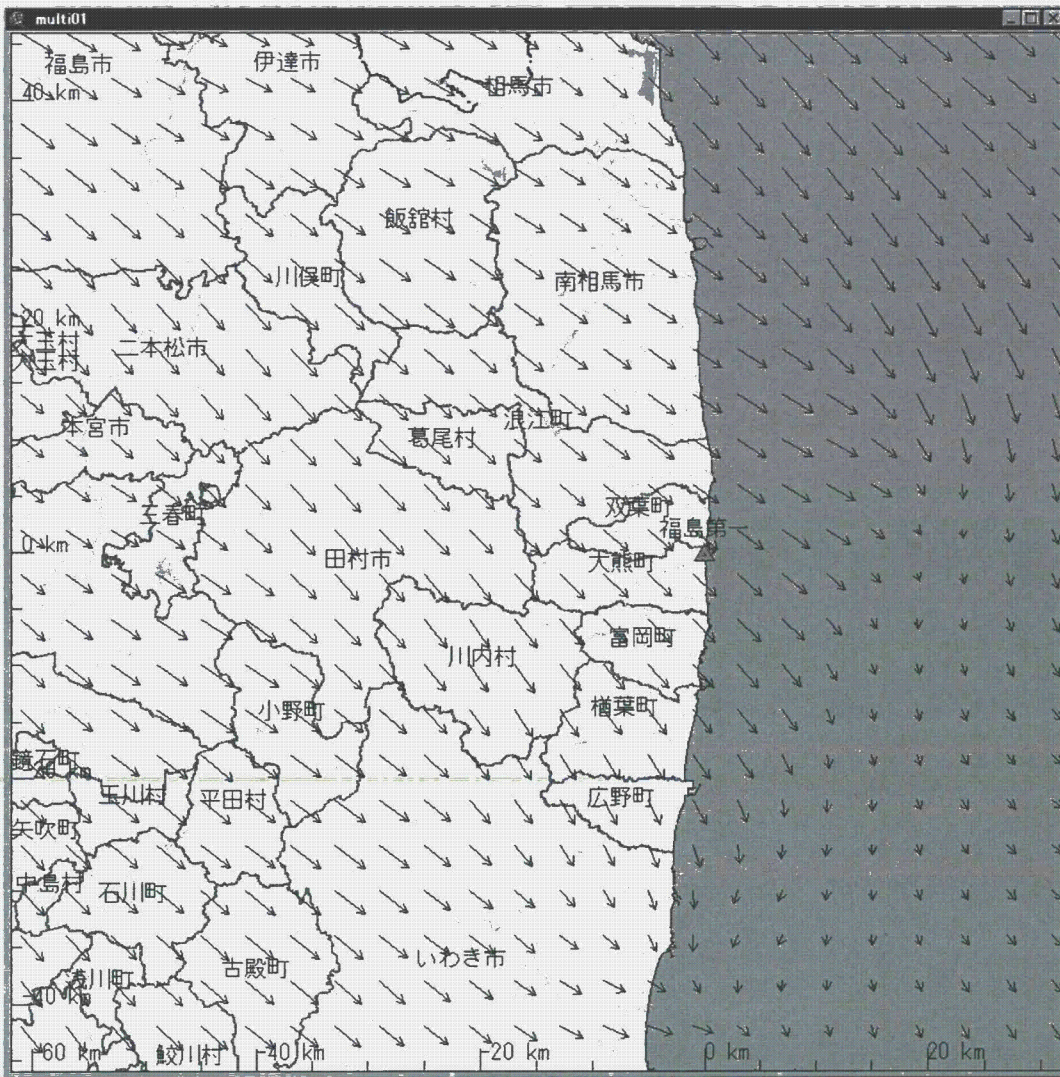 multi01
福島市
伊達市
相馬市
40 km
飯舘村
川俣町
南相馬市
20 km
大玉村
二本松市
本宮市
葛尾村
浪江町
三春町
双葉町
福島第一
0 km
田村市
大熊町
富岡町
川内村
小野町
楢葉町
鏡石町
玉川村
平田村
広野町
矢吹町
中島村
石川町
いわき市
古殿町
浅川町
-40 km
鮫川村
-60 km
-40 km
-20 km
0 km
20 km